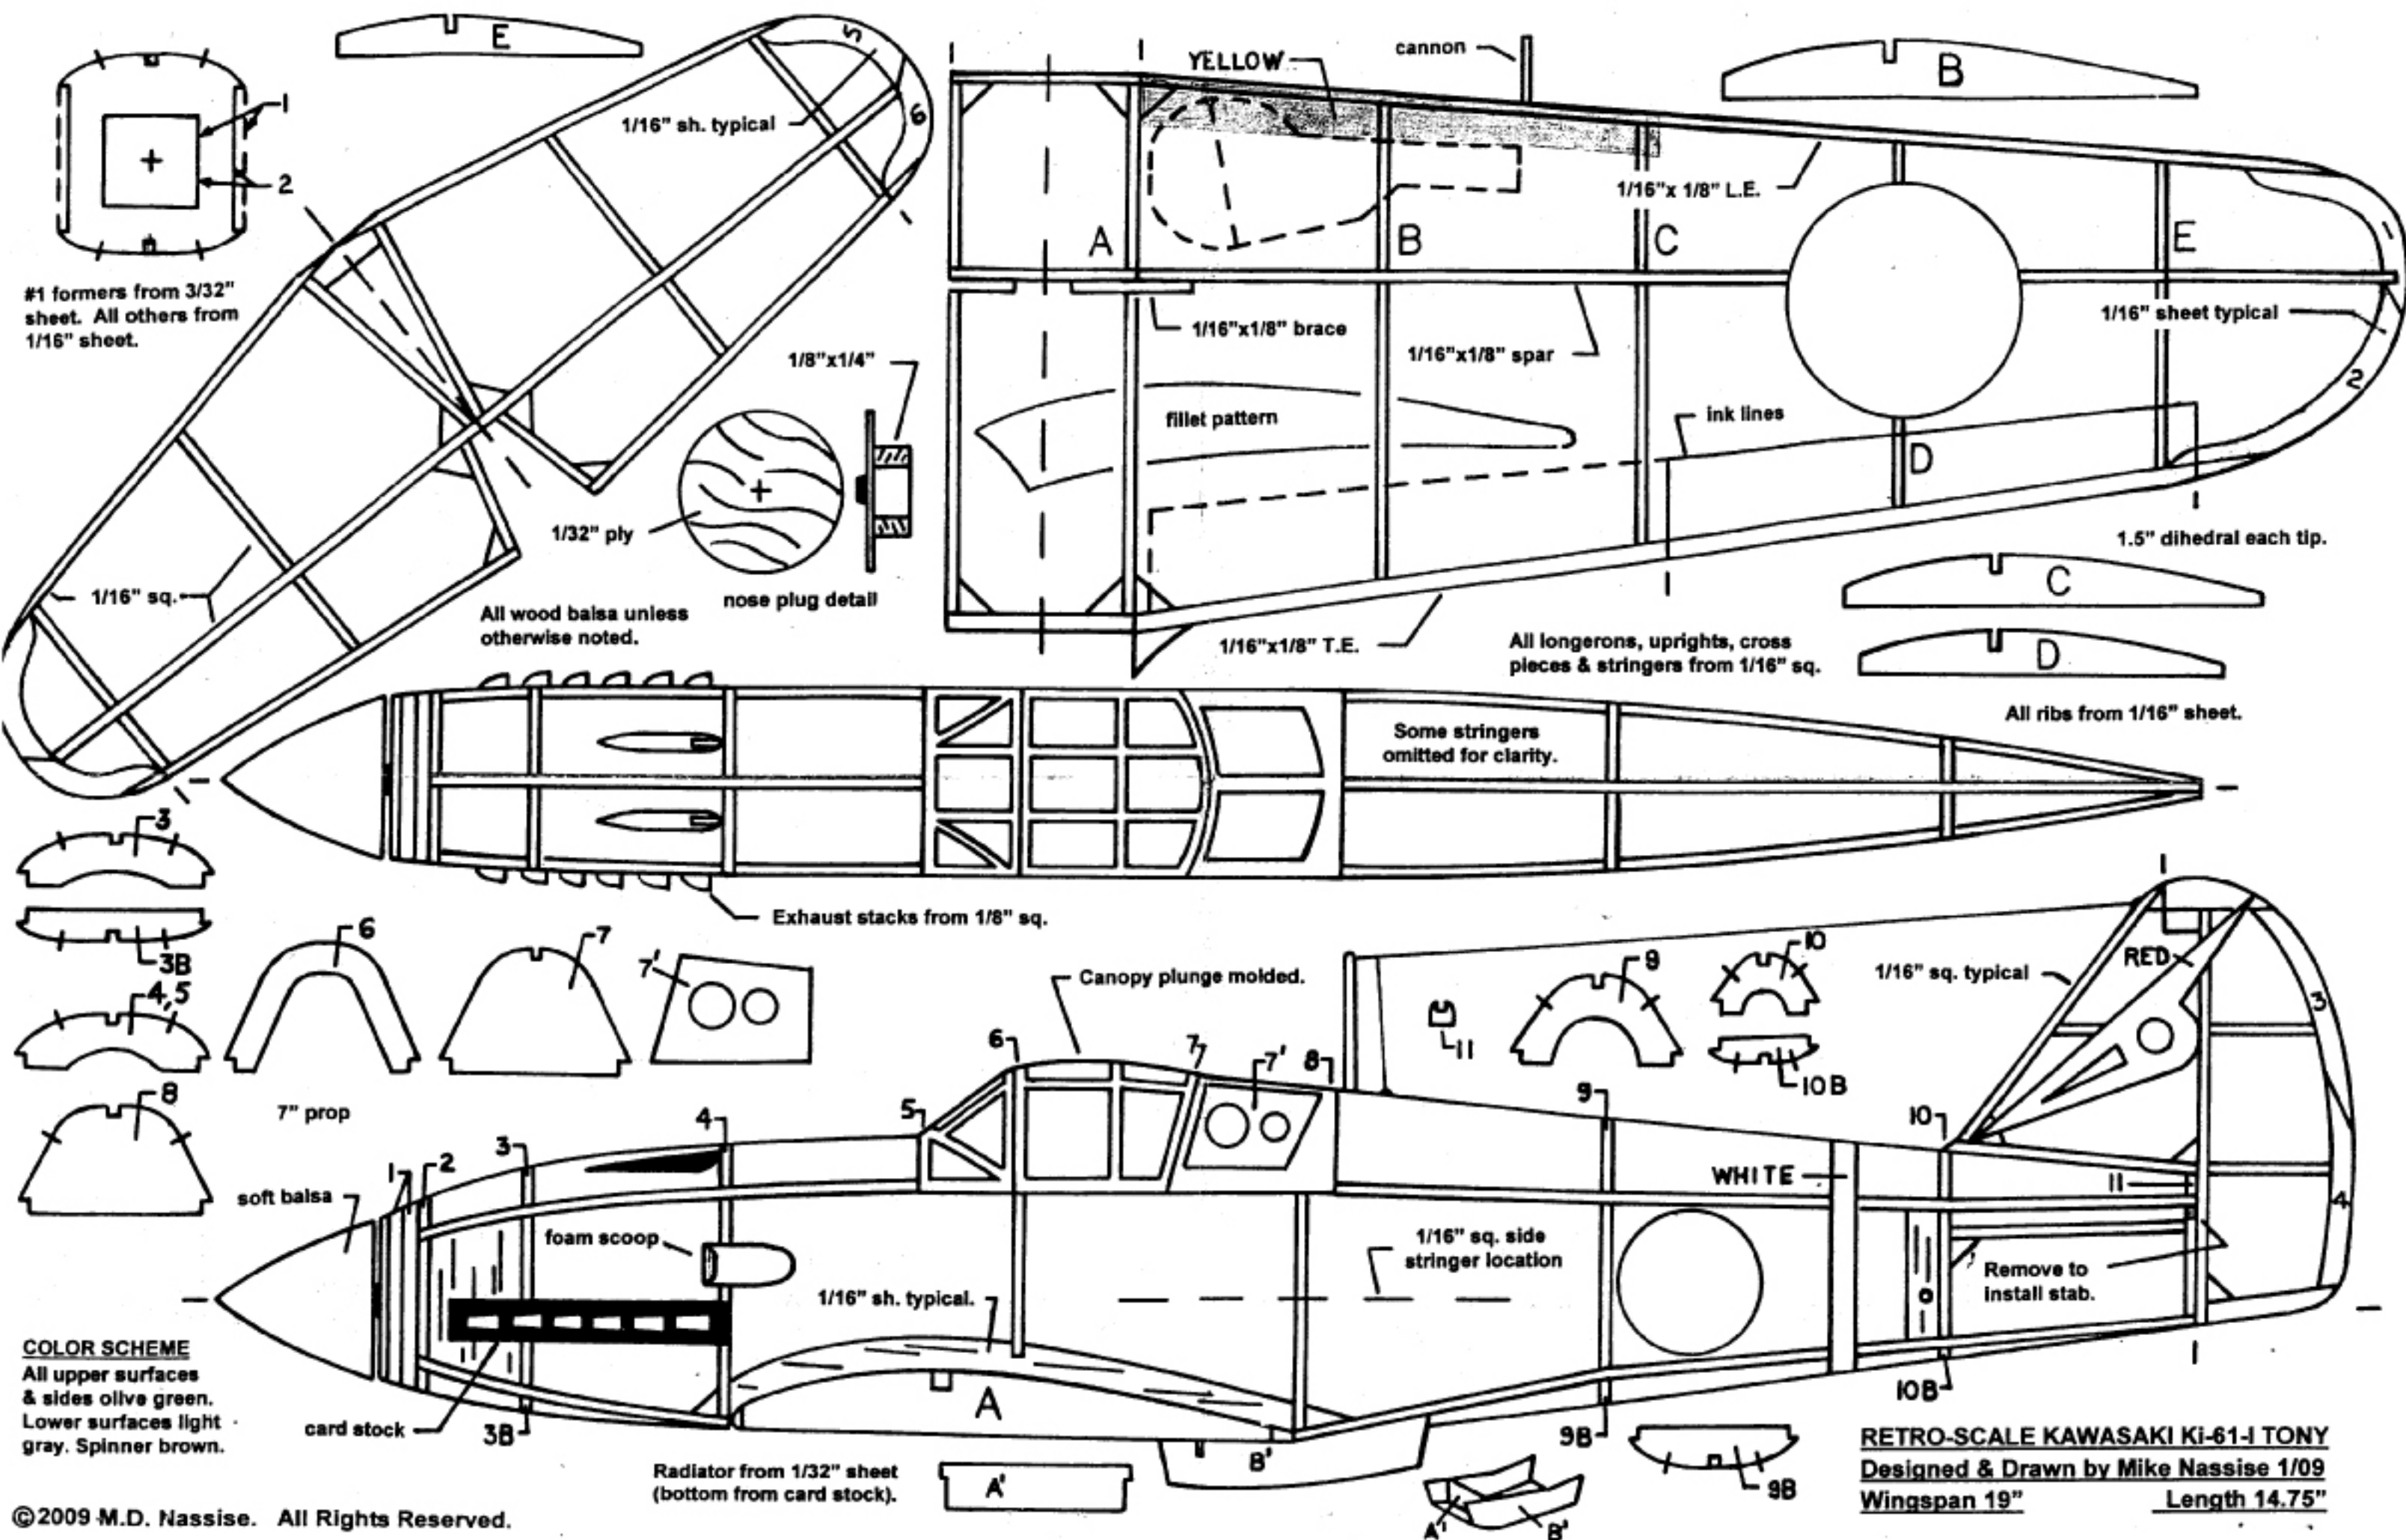 E
5
6
1/16" sh. typical
1
2
#1 formers from 3/32"
sheet. All others from
1/16" sheet.
1/16" sq.
1/8"x1/4"
1/32" ply
nose plug detail
All wood balsa unless
otherwise noted.
YELLOW
cannon
B
1/16"x 1/8" L.E.
A
B
C
E
1
1/16"x1/8" brace
1/16"x1/8" spar
1/16" sheet typical
2
fillet pattern
ink lines
D
1.5" dihedral each tip.
C
1/16"x1/8" T.E.
All longerons, uprights, cross
pieces & stringers from 1/16" sq.
D
All ribs from 1/16" sheet.
Some stringers
omitted for clarity.
Exhaust stacks from 1/8" sq.
3
3B
4,5
6
7
7'
8
7" prop
Canopy plunge molded.
11
9
10
10B
1/16" sq. typical
RED
3
4
1
2
3
4
5
6
7
7'
8
9
10
11
WHITE
soft balsa
foam scoop
1/16" sh. typical.
1/16" sq. side
stringer location
Remove to
install stab.
COLOR SCHEME
All upper surfaces
& sides olive green.
Lower surfaces light
gray. Spinner brown.
card stock
3B
A
B'
9B
10B
Radiator from 1/32" sheet
(bottom from card stock).
A'
A'
B'
9B
RETRO-SCALE KAWASAKI Ki-61-I TONY
Designed & Drawn by Mike Nassise 1/09
Wingspan 19" Length 14.75"
©2009 M.D. Nassise. All Rights Reserved.